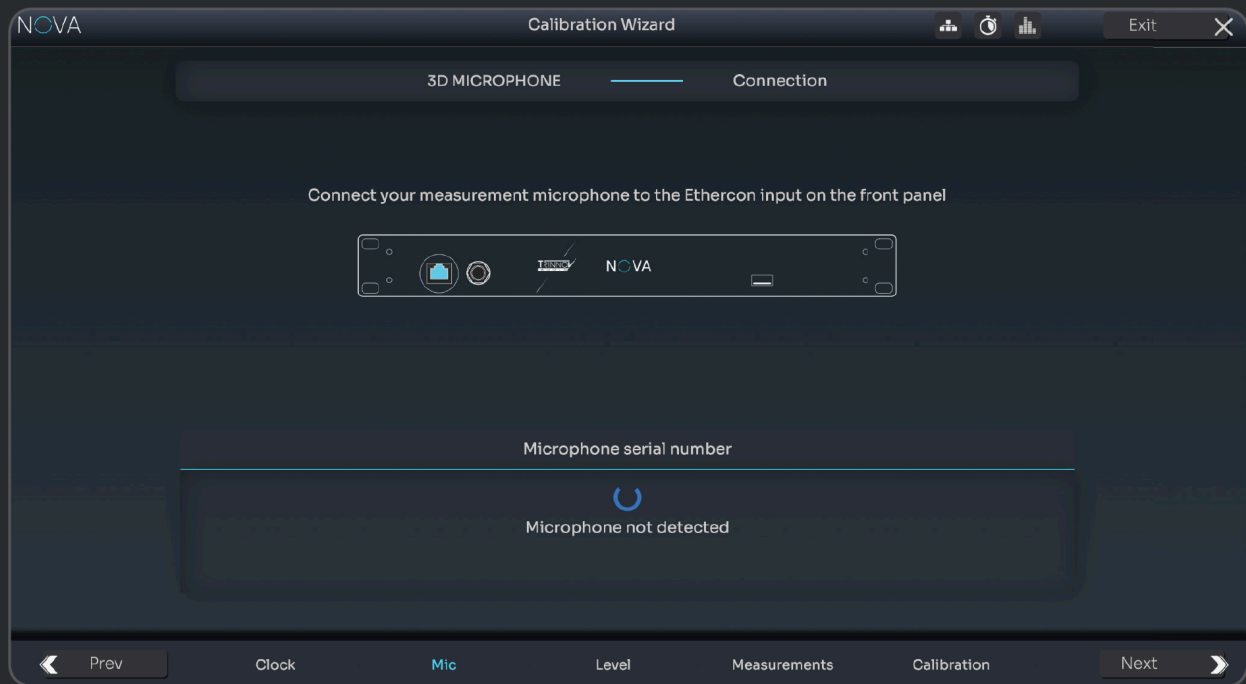 NOVA
Calibration Wizard
Exit
3D MICROPHONE
Connection
Connect your measurement microphone to the Ethercon input on the front panel
TRINNOV
NOVA
Microphone serial number
Microphone not detected
Prev
Clock
Mic
Level
Measurements
Calibration
Next